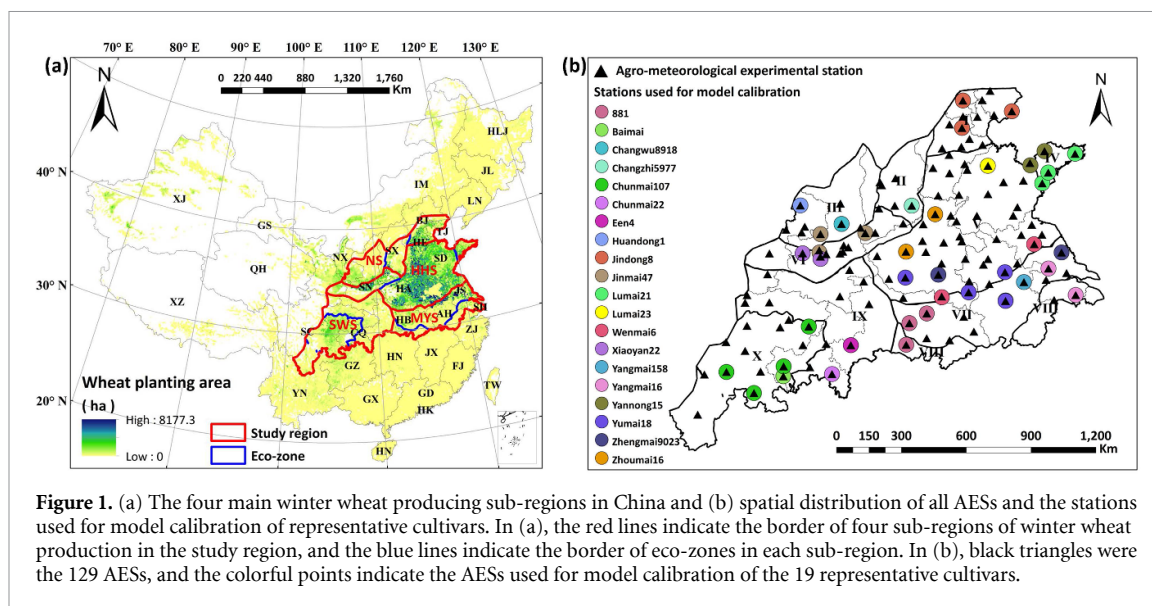 70° E 80° E 90° E 100° E 110° E 120° E 130° E
(a)
N
0 220 440 880 1,320 1,760
Km
40° N
30° N
20° N
HLJ
JL
LN
IM
XJ
GS
BJ
TJ
HE
NX
NS
SX
SD
QH
HHS
SN
HA
JS
XZ
SWS
HB
MYS
AH
SH
SC
CQ
ZJ
HN
JX
GZ
FJ
YN
GX
GD
TW
HK
HN
Wheat planting area
( ha )
High : 8177.3
Low : 0
Study region
Eco-zone
(b)
Agro-meteorological experimental station
Stations used for model calibration
881
Baimai
Changwu8918
Changzhi5977
Chunmai107
Chunmai22
Een4
Huandong1
Jindong8
Jinmai47
Lumai21
Lumai23
Wenmai6
Xiaoyan22
Yangmai158
Yangmai16
Yannong15
Yumai18
Zhengmai9023
Zhoumai16
N
I
IV
II
III
V
VI
IX
VII
VIII
X
VIII
0 150 300 600 900 1,200
Km
Figure 1. (a) The four main winter wheat producing sub-regions in China and (b) spatial distribution of all AESs and the stations
used for model calibration of representative cultivars. In (a), the red lines indicate the border of four sub-regions of winter wheat
production in the study region, and the blue lines indicate the border of eco-zones in each sub-region. In (b), black triangles were
the 129 AESs, and the colorful points indicate the AESs used for model calibration of the 19 representative cultivars.